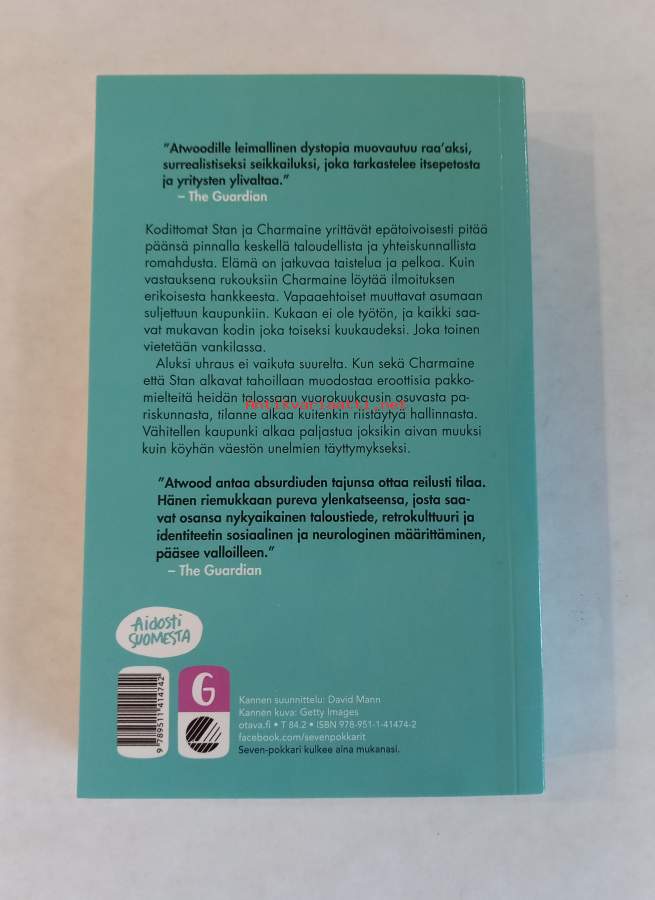 ”Atwoodille leimallinen dystopia muovautuu raa’aksi,
surrealistiseksi seikkailuksi, joka tarkastelee itsepetosta
ja yritysten ylivaltaa.”
– The Guardian
Kodittomat Stan ja Charmaine yrittävät epätoivoisesti pitää
päänsä pinnalla keskellä taloudellista ja yhteiskunnallista
romahdusta. Elämä on jatkuvaa taistelua ja pelkoa. Kuin
vastauksena rukouksiin Charmaine löytää ilmoituksen
erikoisesta hankkeesta. Vapaaehtoiset muuttavat asumaan
suljettuun kaupunkiin. Kukaan ei ole työtön, ja kaikki saa-
vat mukavan kodin joka toiseksi kuukaudeksi. Joka toinen
vietetään vankilassa.
Aluksi uhraus ei vaikuta suurelta. Kun sekä Charmaine
että Stan alkavat tahoillaan muodostaa eroottisia pakko-
mielteitä heidän talossaan vuorokuukausin asuvasta pa-
riskunnasta, tilanne alkaa kuitenkin riistäytyä hallinnasta.
Antikvariaatti.net
Vähitellen kaupunki alkaa paljastua joksikin aivan muuksi
kuin köyhän väestön unelmien täyttymykseksi.
”Atwood antaa absurdiuden tajunsa ottaa reilusti tilaa.
Hänen riemukkaan pureva ylenkatseensa, josta saa-
vat osansa nykyaikainen taloustiede, retrokulttuuri ja
identiteetin sosiaalinen ja neurologinen määrittäminen,
pääsee valloilleen.”
– The Guardian
Aidosti
SUOMESTA
9 789511 414742
G
Kannen suunnittelu: David Mann
Kannen kuva: Getty Images
otava.fi • T 84.2 • ISBN 978-951-1-41474-2
facebook.com/sevenpokkarit
Seven-pokkari kulkee aina mukanasi.